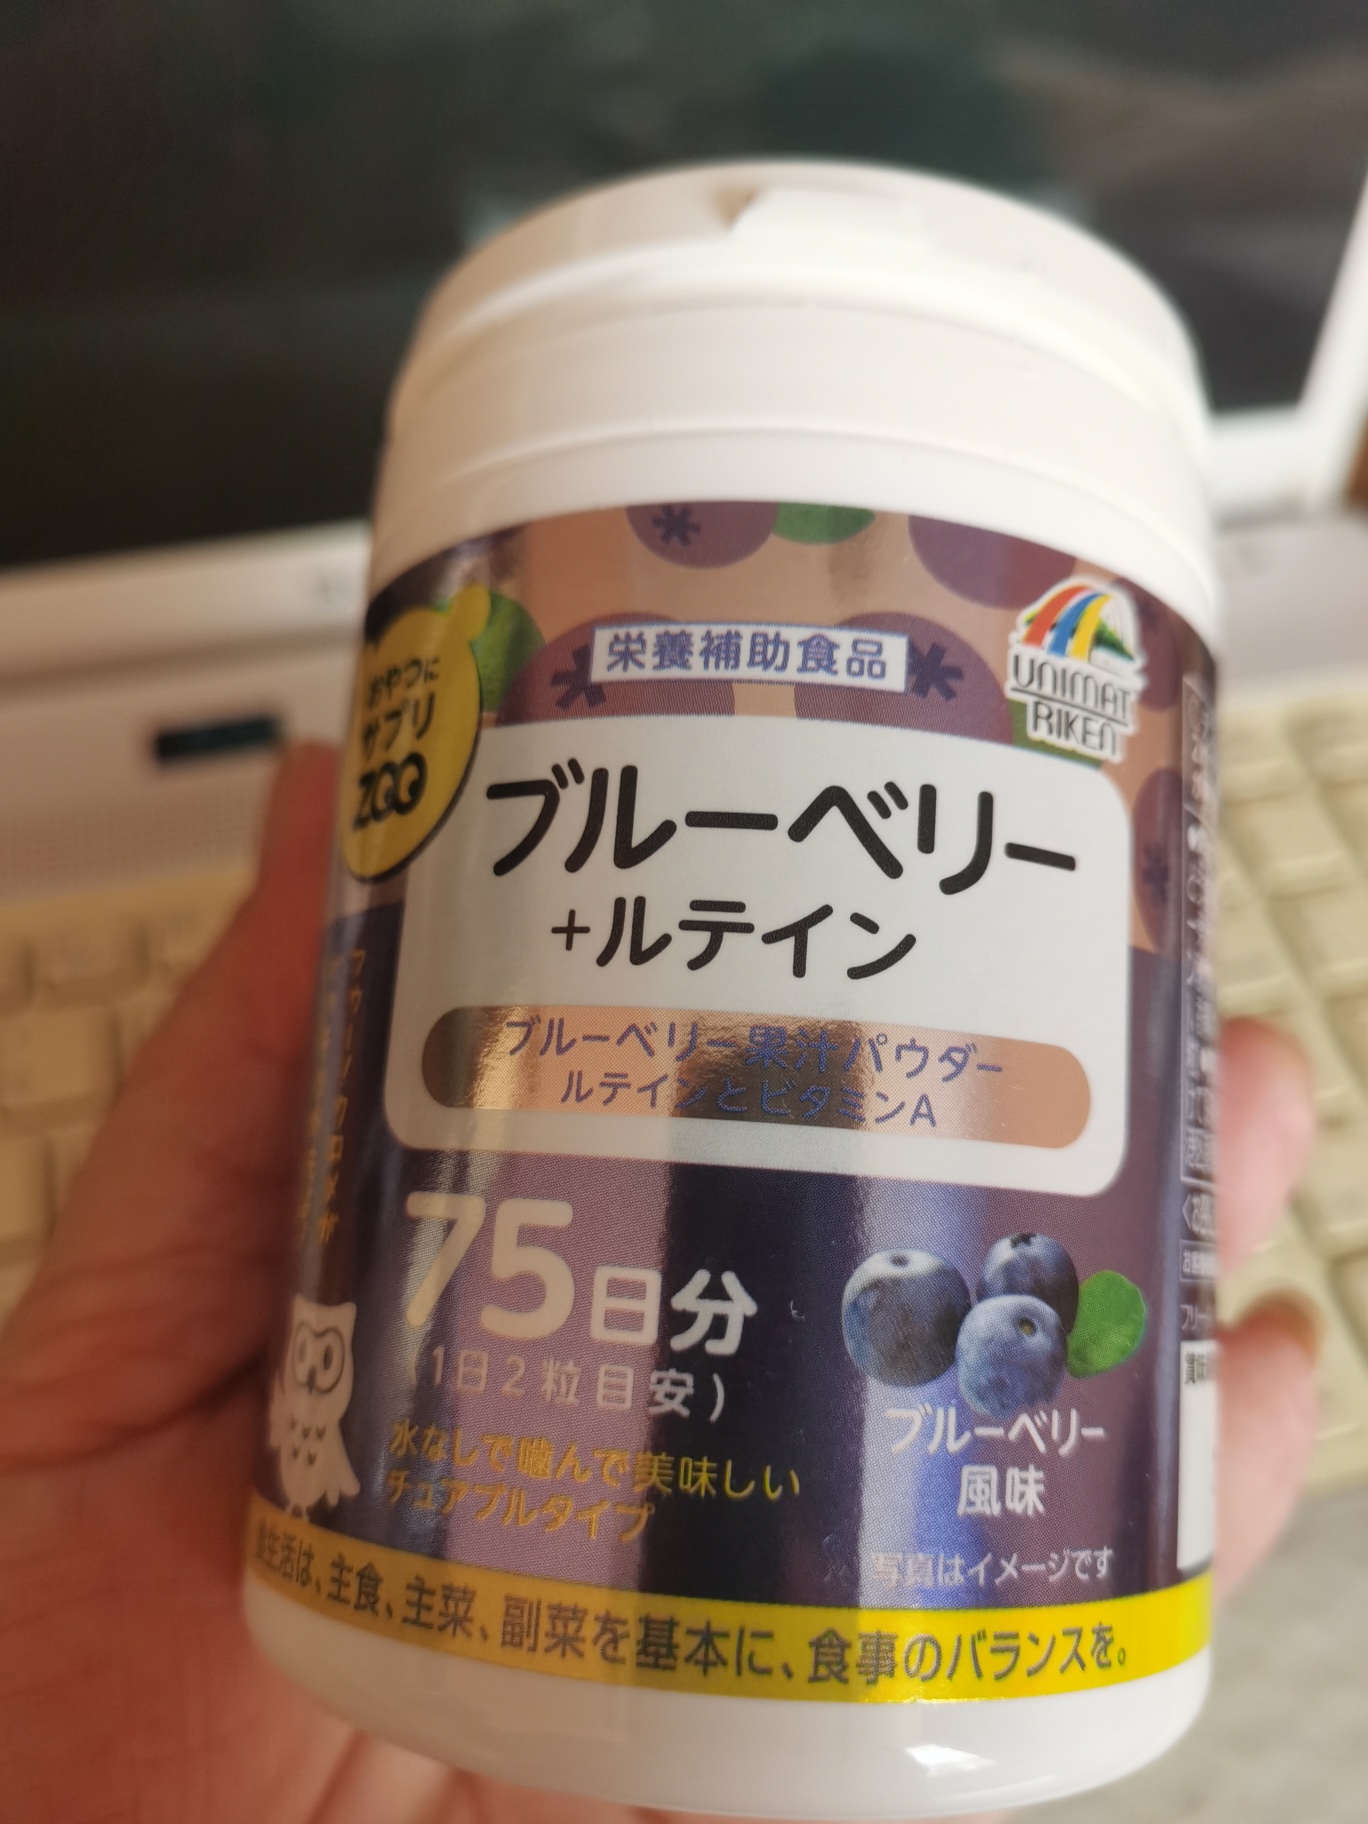 栄養補助食品
UNIMAT
RIKEN
おやつに
サプリ
ZOO
ブルーベリー
+ルテイン
ブルーベリー果汁パウダー
ルテインとビタミンA
75日分
(1日2粒目安)
水なしで噛んで美味しい
チュアブルタイプ
ブルーベリー
風味
写真はイメージです
食生活は、主食、主菜、副菜を基本に、食事のバランスを。